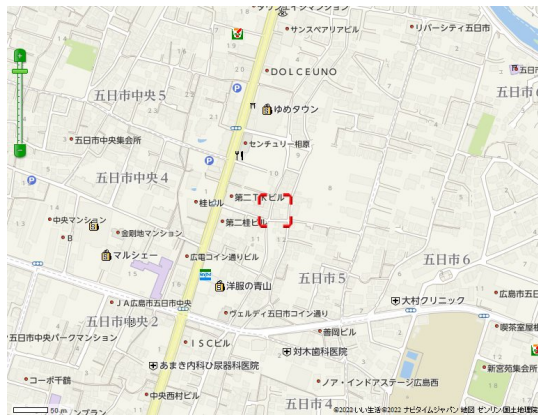 サンスペアリアビル
リバーシティ五日市
DOLCEUNO
五日市中央5
ゆめタウン
五日市中央集会所
センチュリー相原
五日市中央4
第二TKビル
桂ビル
中央マンション
第二桂ビル
B
金剛地マンション
マルシェー
広電コイン通りビル
五日市6
洋服の青山
五日市5
大村クリニック
JA広島市五日市中央
広島市五日
ヴェルディ五日市コイン通り
五日市中央2
喫茶室屋根
五日市中央パークマンション
善岡ビル
ISCビル
対木歯科医院
あまき内科ひ尿器科医院
新宮苑集会所
コーポ千鶴
ノア・インドアステージ広島西
中央西村ビル
五日市4
50 m
©2022 いい生活 ©2022 ナビタイムジャパン 地図 ゼンリン 国土地理院